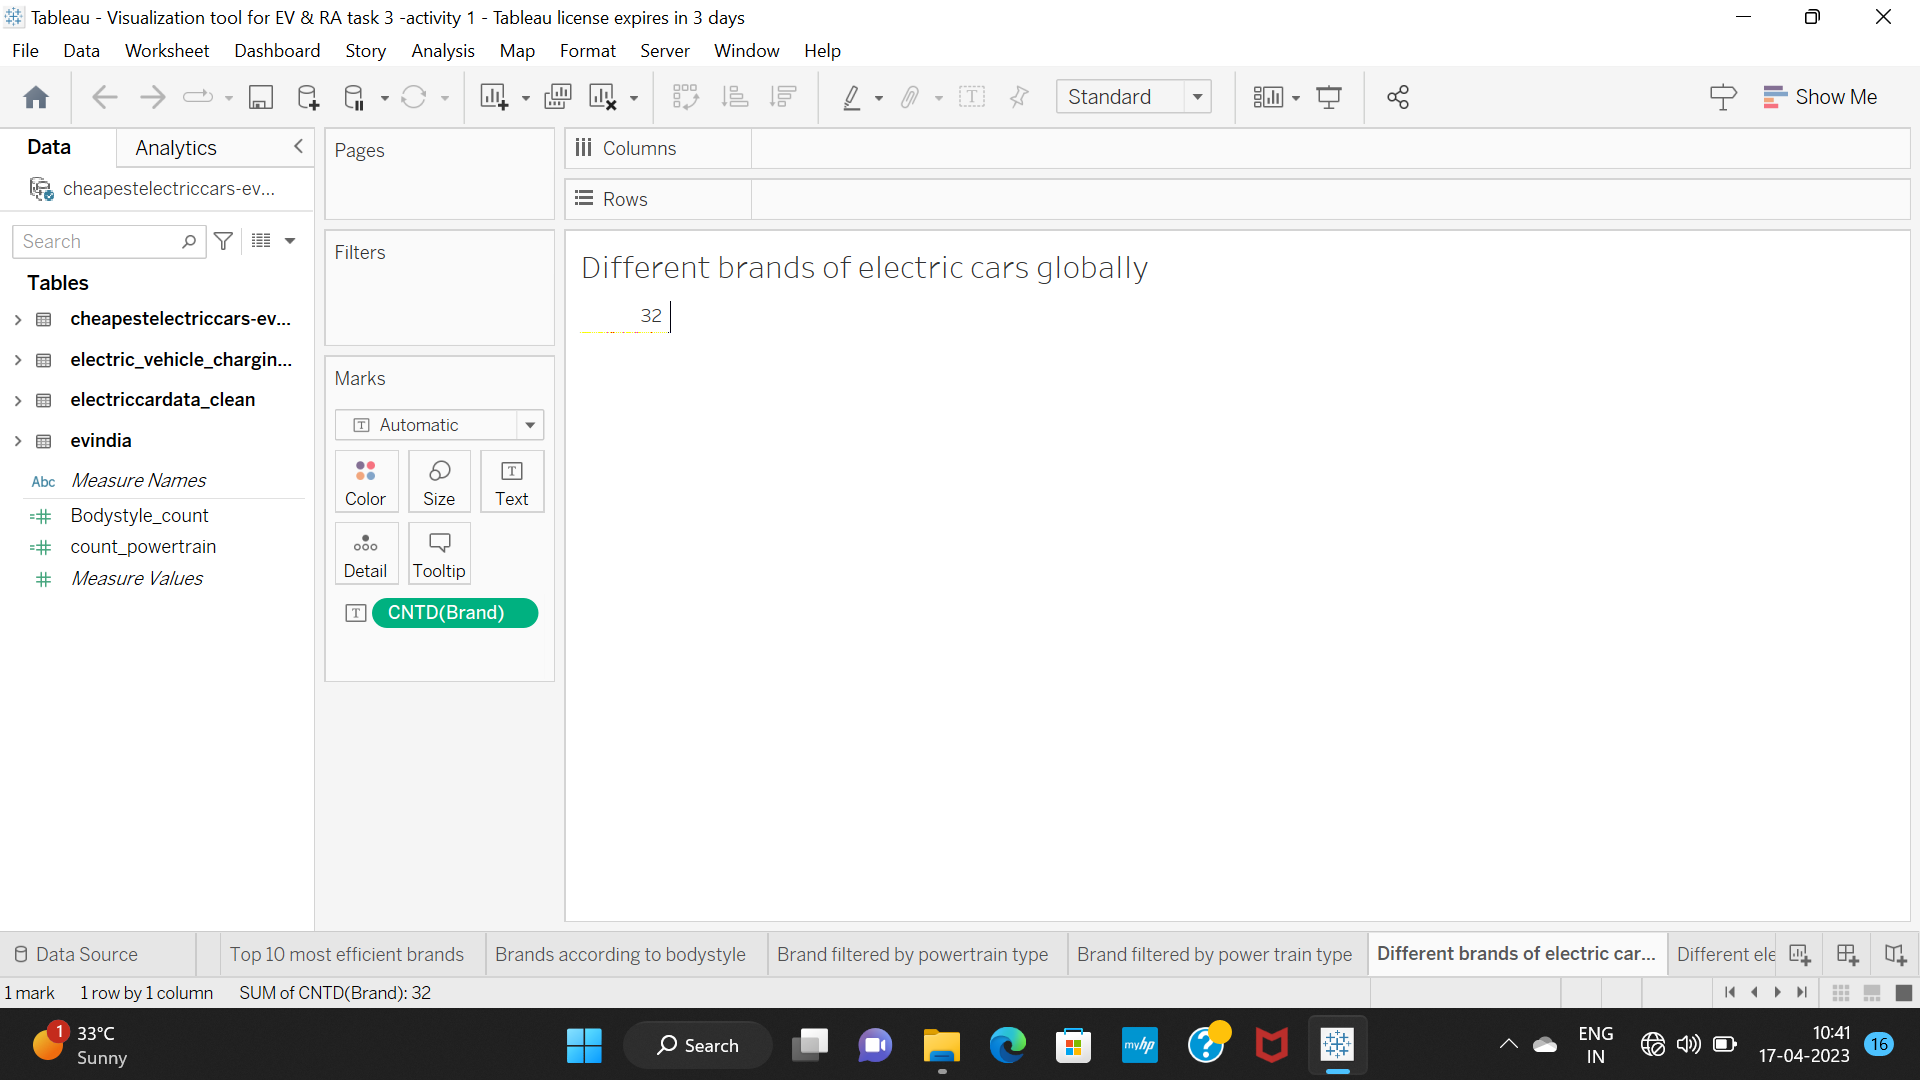 Tableau - Visualization tool for EV & RA task 3 -activity 1 - Tableau license expires in 3 days
File Data Worksheet Dashboard Story Analysis Map Format Server Window Help
Standard
Show Me
Data Analytics
cheapestelectriccars-ev...
Search
Tables
cheapestelectriccars-ev...
electric_vehicle_chargin...
electriccardata_clean
evindia
Abc Measure Names
Bodystyle_count
count_powertrain
Measure Values
Pages
Filters
Marks
Automatic
Color Size Text
Detail Tooltip
CNTD(Brand)
Columns
Rows
Different brands of electric cars globally
32
Data Source Top 10 most efficient brands Brands according to bodystyle Brand filtered by powertrain type Brand filtered by power train type Different brands of electric car... Different ele
1 mark 1 row by 1 column SUM of CNTD(Brand): 32
1 33°C
Sunny
Search
myhp
ENG
IN
10:41
17-04-2023
16